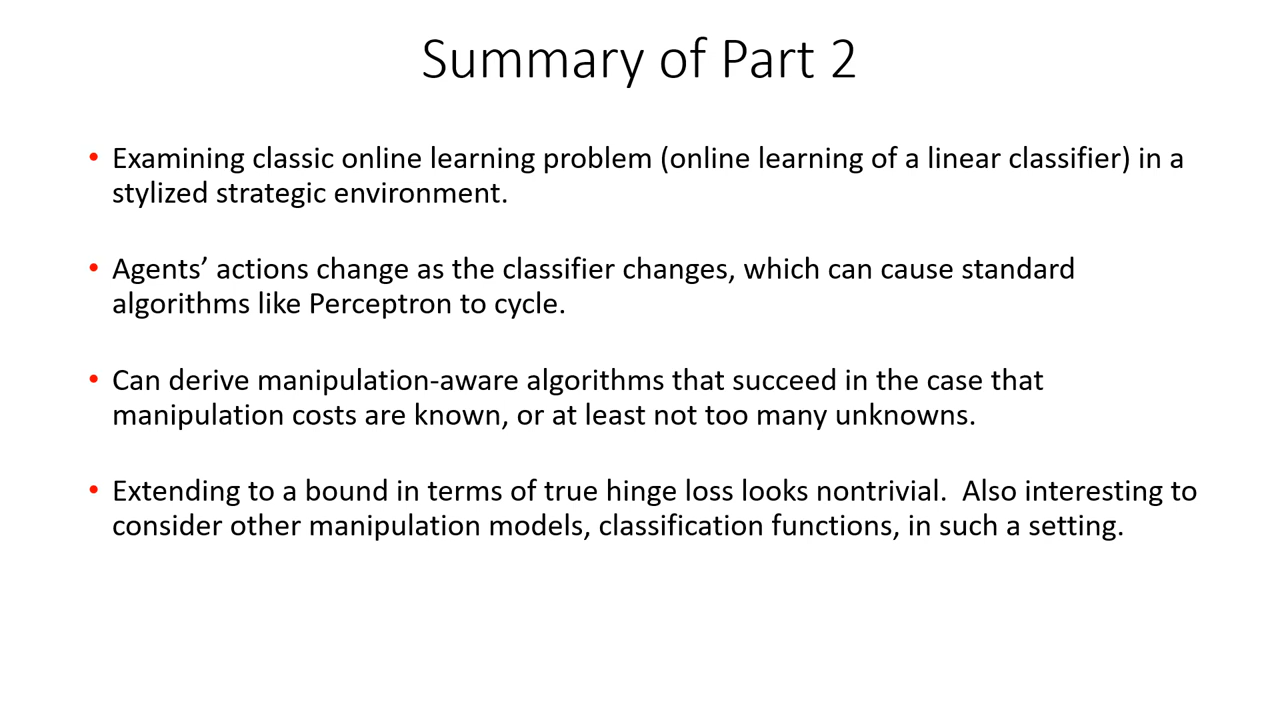 Summary of Part 2
• Examining classic online learning problem (online learning of a linear classifier) in a
stylized strategic environment.
• Agents’ actions change as the classifier changes, which can cause standard
algorithms like Perceptron to cycle.
• Can derive manipulation-aware algorithms that succeed in the case that
manipulation costs are known, or at least not too many unknowns.
• Extending to a bound in terms of true hinge loss looks nontrivial.  Also interesting to
consider other manipulation models, classification functions, in such a setting.